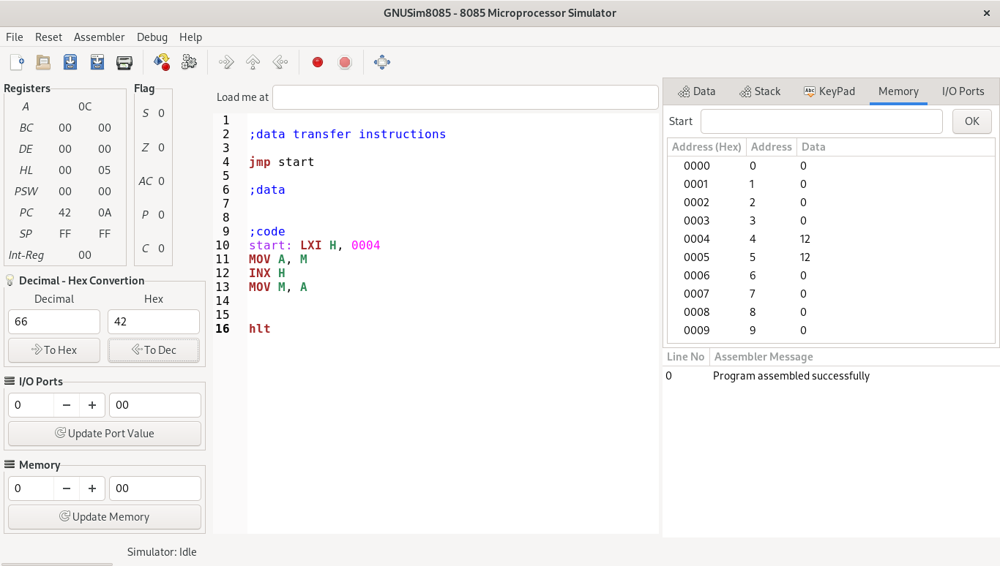 GNUSim8085 - 8085 Microprocessor Simulator
File Reset Assembler Debug Help
Registers
A 0C
BC 00 00
DE 00 00
HL 00 05
PSW 00 00
PC 42 0A
SP FF FF
Int-Reg 00
Flag
S 0
Z 0
AC 0
P 0
C 0
Decimal - Hex Convertion
Decimal Hex
66 42
To Hex To Dec
I/O Ports
0 − + 00
Update Port Value
Memory
0 − + 00
Update Memory
Load me at
1
2 ;data transfer instructions
3
4 jmp start
5
6 ;data
7
8
9 ;code
10 start: LXI H, 0004
11 MOV A, M
12 INX H
13 MOV M, A
14
15
16 hlt
Data Stack Abc KeyPad Memory I/O Ports
Start OK
Address (Hex) Address Data
0000 0 0
0001 1 0
0002 2 0
0003 3 0
0004 4 12
0005 5 12
0006 6 0
0007 7 0
0008 8 0
0009 9 0
Line No Assembler Message
0 Program assembled successfully
Simulator: Idle